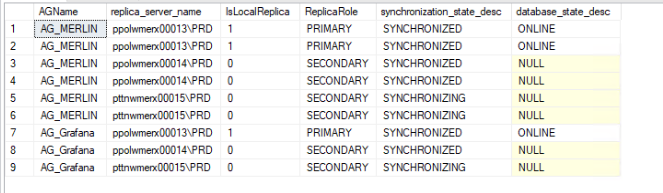 AGName replica_server_name IsLocalReplica ReplicaRole synchronization_state_desc database_state_desc
1 AG_MERLIN ppolwmerx00013\PRD 1 PRIMARY SYNCHRONIZED ONLINE
2 AG_MERLIN ppolwmerx00013\PRD 1 PRIMARY SYNCHRONIZED ONLINE
3 AG_MERLIN ppolwmerx00014\PRD 0 SECONDARY SYNCHRONIZED NULL
4 AG_MERLIN ppolwmerx00014\PRD 0 SECONDARY SYNCHRONIZED NULL
5 AG_MERLIN pttnwmerx00015\PRD 0 SECONDARY SYNCHRONIZING NULL
6 AG_MERLIN pttnwmerx00015\PRD 0 SECONDARY SYNCHRONIZING NULL
7 AG_Grafana ppolwmerx00013\PRD 1 PRIMARY SYNCHRONIZED ONLINE
8 AG_Grafana ppolwmerx00014\PRD 0 SECONDARY SYNCHRONIZED NULL
9 AG_Grafana pttnwmerx00015\PRD 0 SECONDARY SYNCHRONIZING NULL